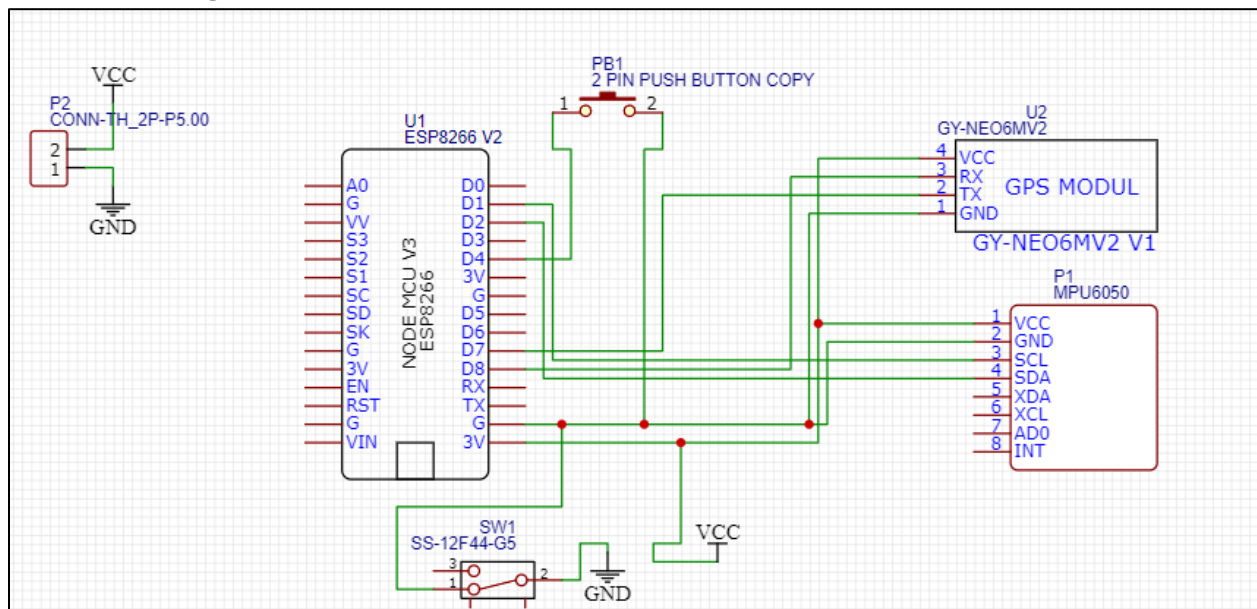 VCC
P2
CONN-TH_2P-P5.00
2
1
GND
PB1
2 PIN PUSH BUTTON COPY
1
2
U1
ESP8266 V2
A0
G
VV
S3
S2
S1
SC
SD
SK
G
3V
EN
RST
G
VIN
NODE MCU V3
ESP8266
D0
D1
D2
D3
D4
3V
G
D5
D6
D7
D8
RX
TX
G
3V
U2
GY-NEO6MV2
4 VCC
3 RX
2 TX
1 GND
GPS MODUL
GY-NEO6MV2 V1
P1
MPU6050
1 VCC
2 GND
3 SCL
4 SDA
5 XDA
6 XCL
7 AD0
8 INT
SW1
SS-12F44-G5
3
1
2
GND
VCC